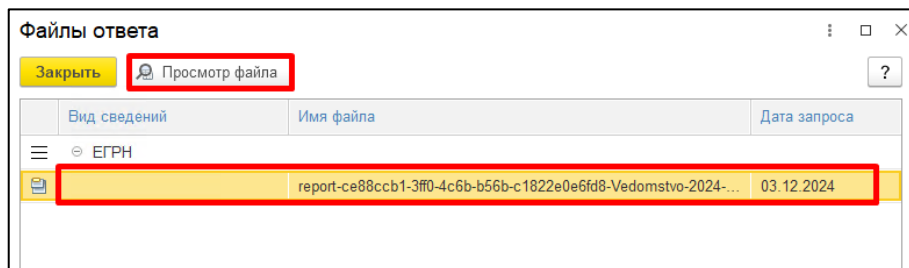 Файлы ответа
Закрыть Просмотр файла ?
Вид сведений Имя файла Дата запроса
ЕГРН
report-ce88ccb1-3ff0-4c6b-b56b-c1822e0e6fd8-Vedomstvo-2024-... 03.12.2024